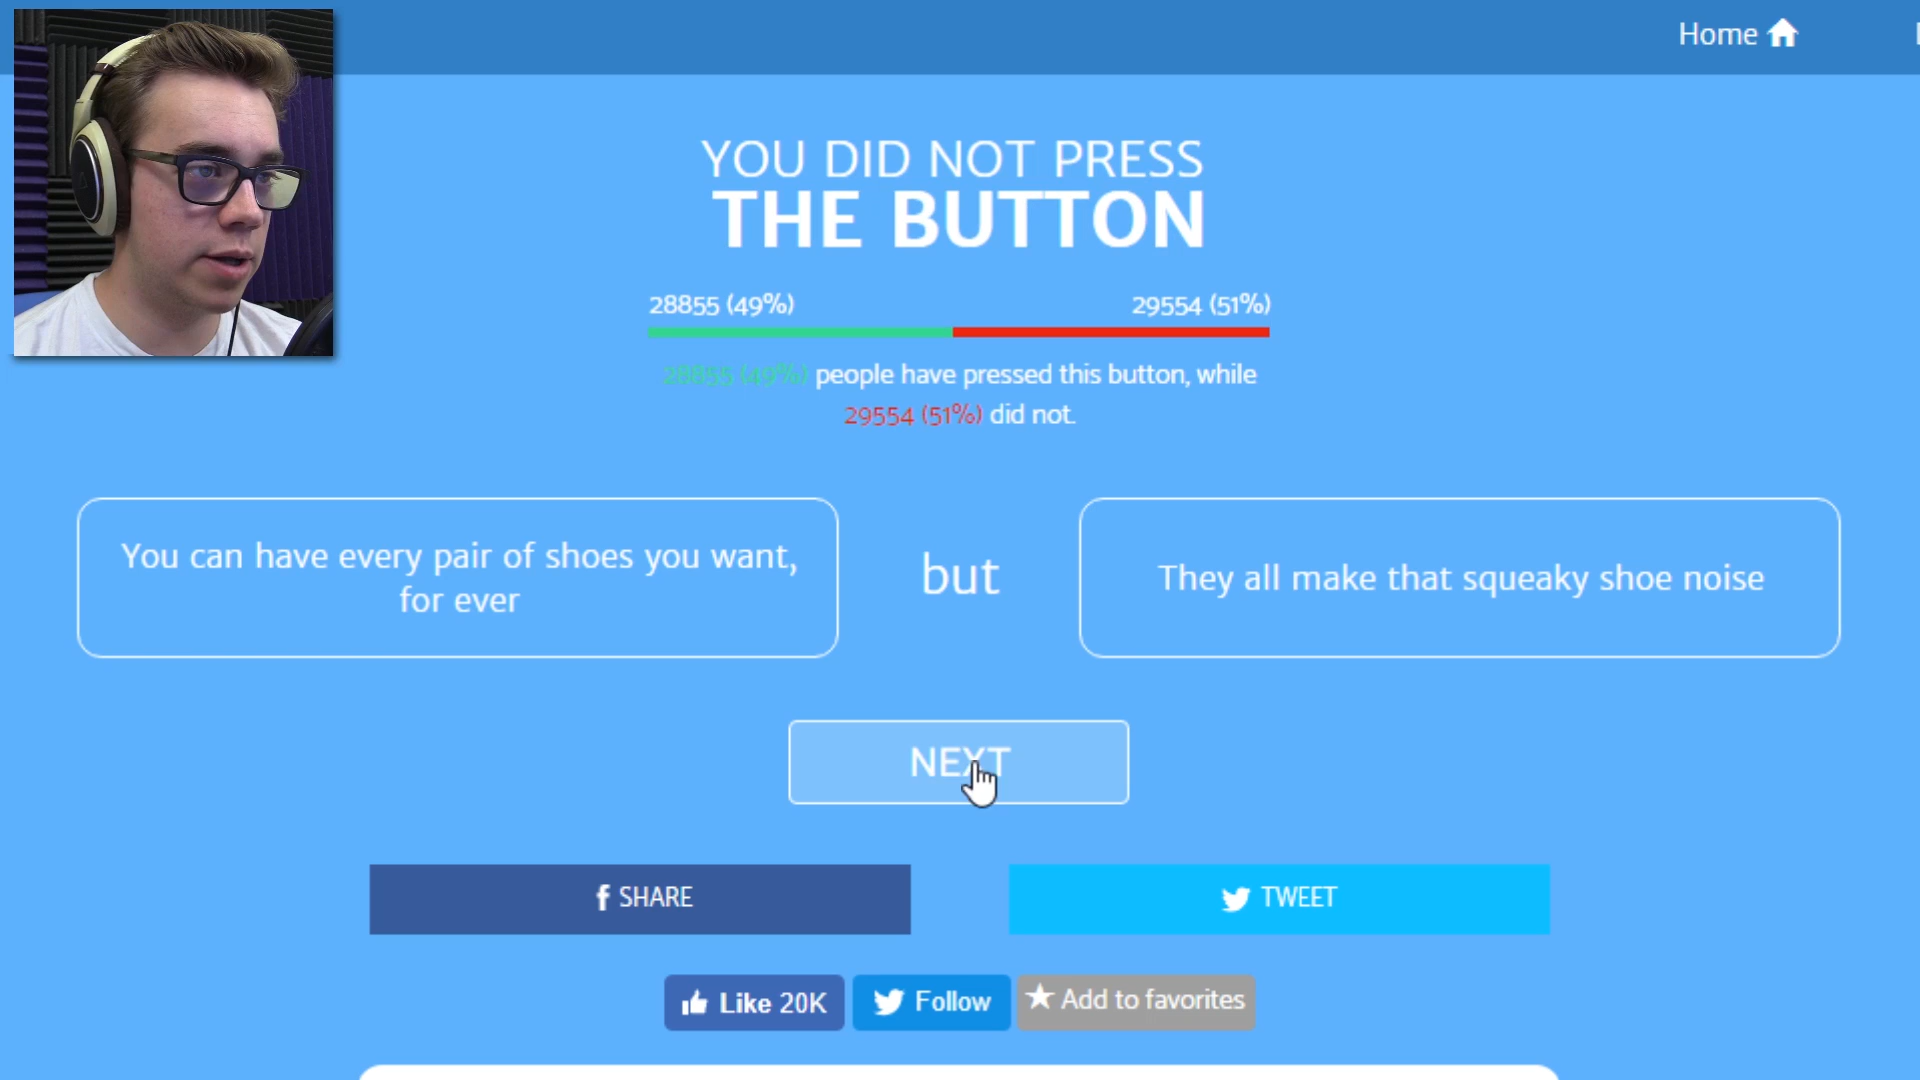 Home
YOU DID NOT PRESS
THE BUTTON
28855 (49%) 29554 (51%)
28855 (49%) people have pressed this button, while
29554 (51%) did not.
You can have every pair of shoes you want,
for ever
but
They all make that squeaky shoe noise
NEXT
SHARE
TWEET
Like 20K
Follow
Add to favorites